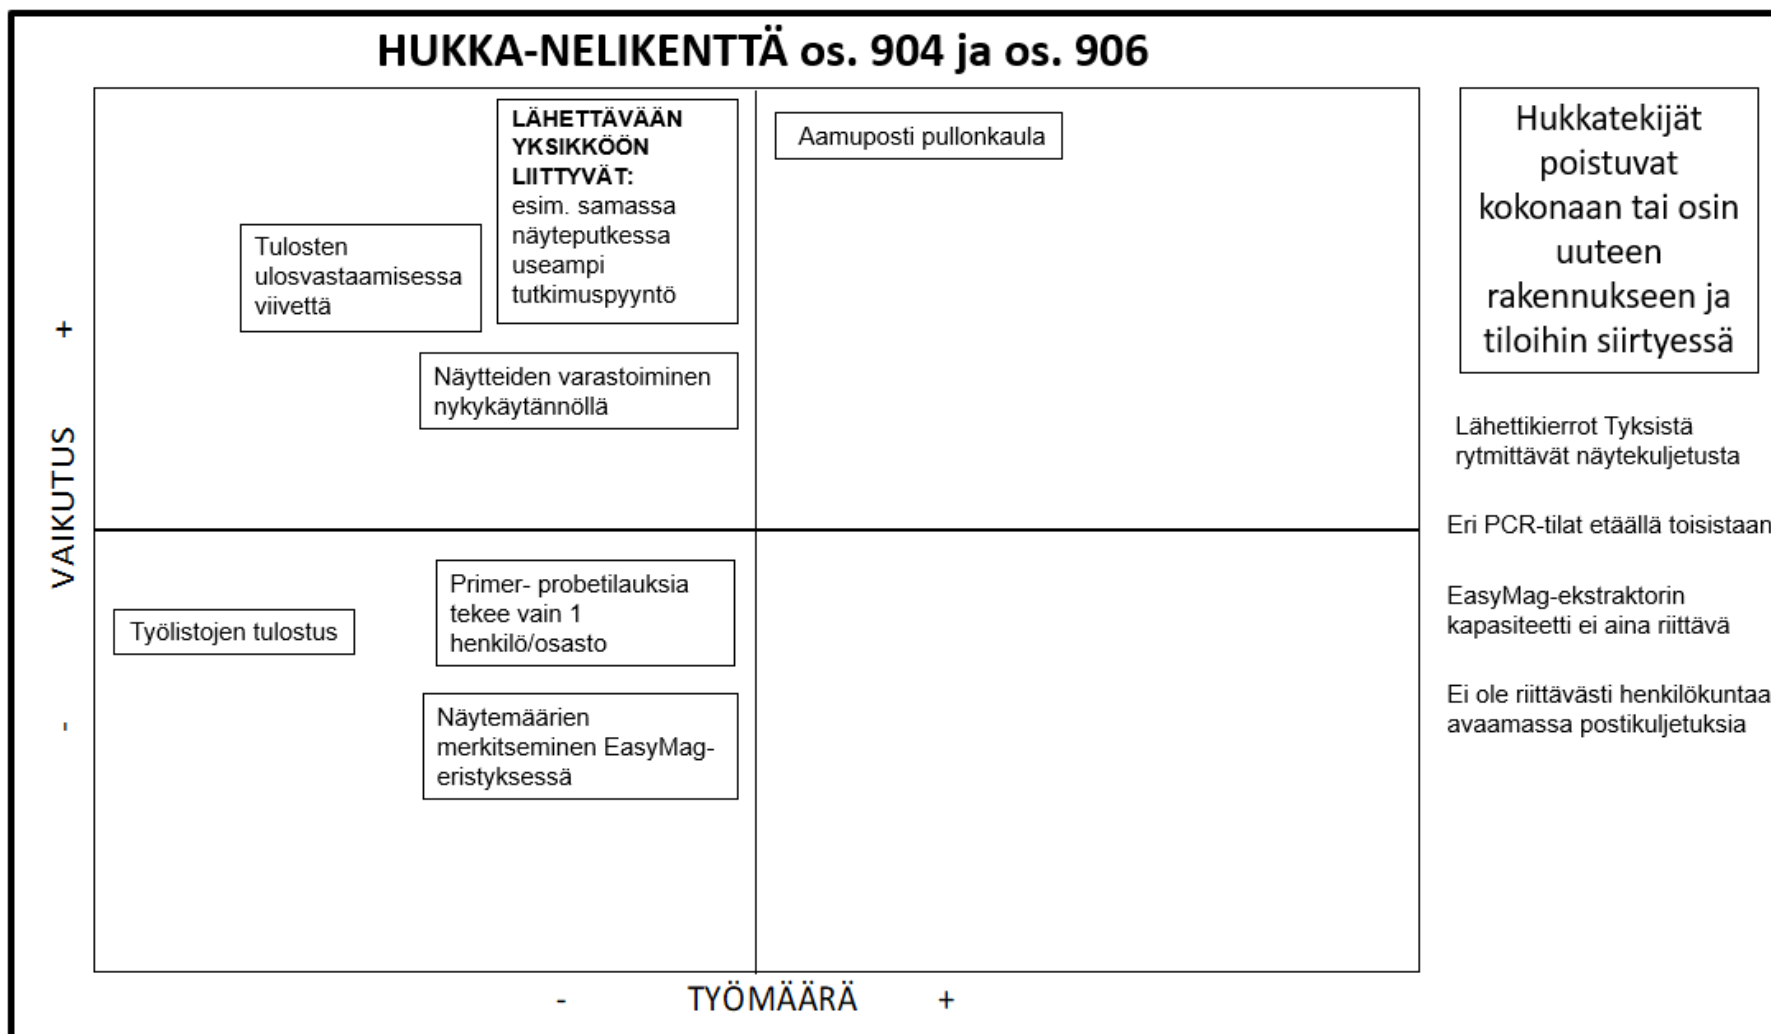 HUKKA-NELIKENTTÄ os. 904 ja os. 906
LÄHETTÄVÄÄN
YKSIKKÖÖN
LIITTYVÄT:
esim. samassa
näyteputkessa
useampi
tutkimuspyyntö
Aamuposti pullonkaula
Tulosten
ulosvastaamisessa
viivettä
Näytteiden varastoiminen
nykykäytännöllä
Primer- probetilauksia
tekee vain 1
henkilö/osasto
Työlistojen tulostus
Näytemäärien
merkitseminen EasyMag-
eristyksessä
+
VAIKUTUS
-
- TYÖMÄÄRÄ +
Hukkatekijät
poistuvat
kokonaan tai osin
uuteen
rakennukseen ja
tiloihin siirtyessä
Lähettikierrot Tyksistä
rytmittävät näytekuljetusta
Eri PCR-tilat etäällä toisistaan
EasyMag-ekstraktorin
kapasiteetti ei aina riittävä
Ei ole riittävästi henkilökuntaa
avaamassa postikuljetuksia